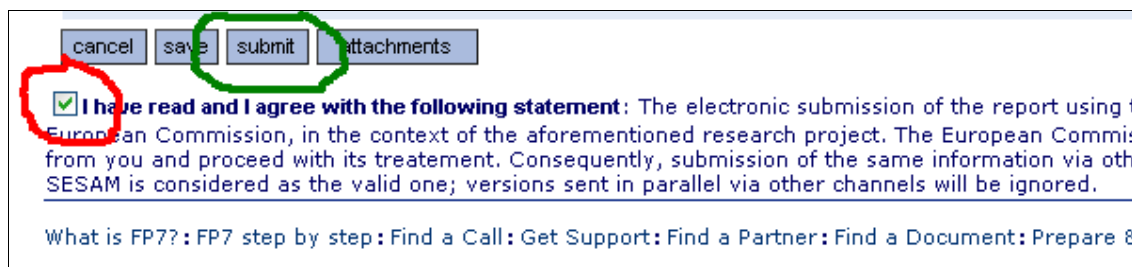 cancel save submit attachments
I have read and I agree with the following statement: The electronic submission of the report using
European Commission, in the context of the aforementioned research project. The European
from you and proceed with its treatement. Consequently, submission of the same information via
SESAM is considered as the valid one; versions sent in parallel via other channels will be ignored.
What is FP7?: FP7 step by step: Find a Call: Get Support: Find a Partner: Find a Document: Prepare &